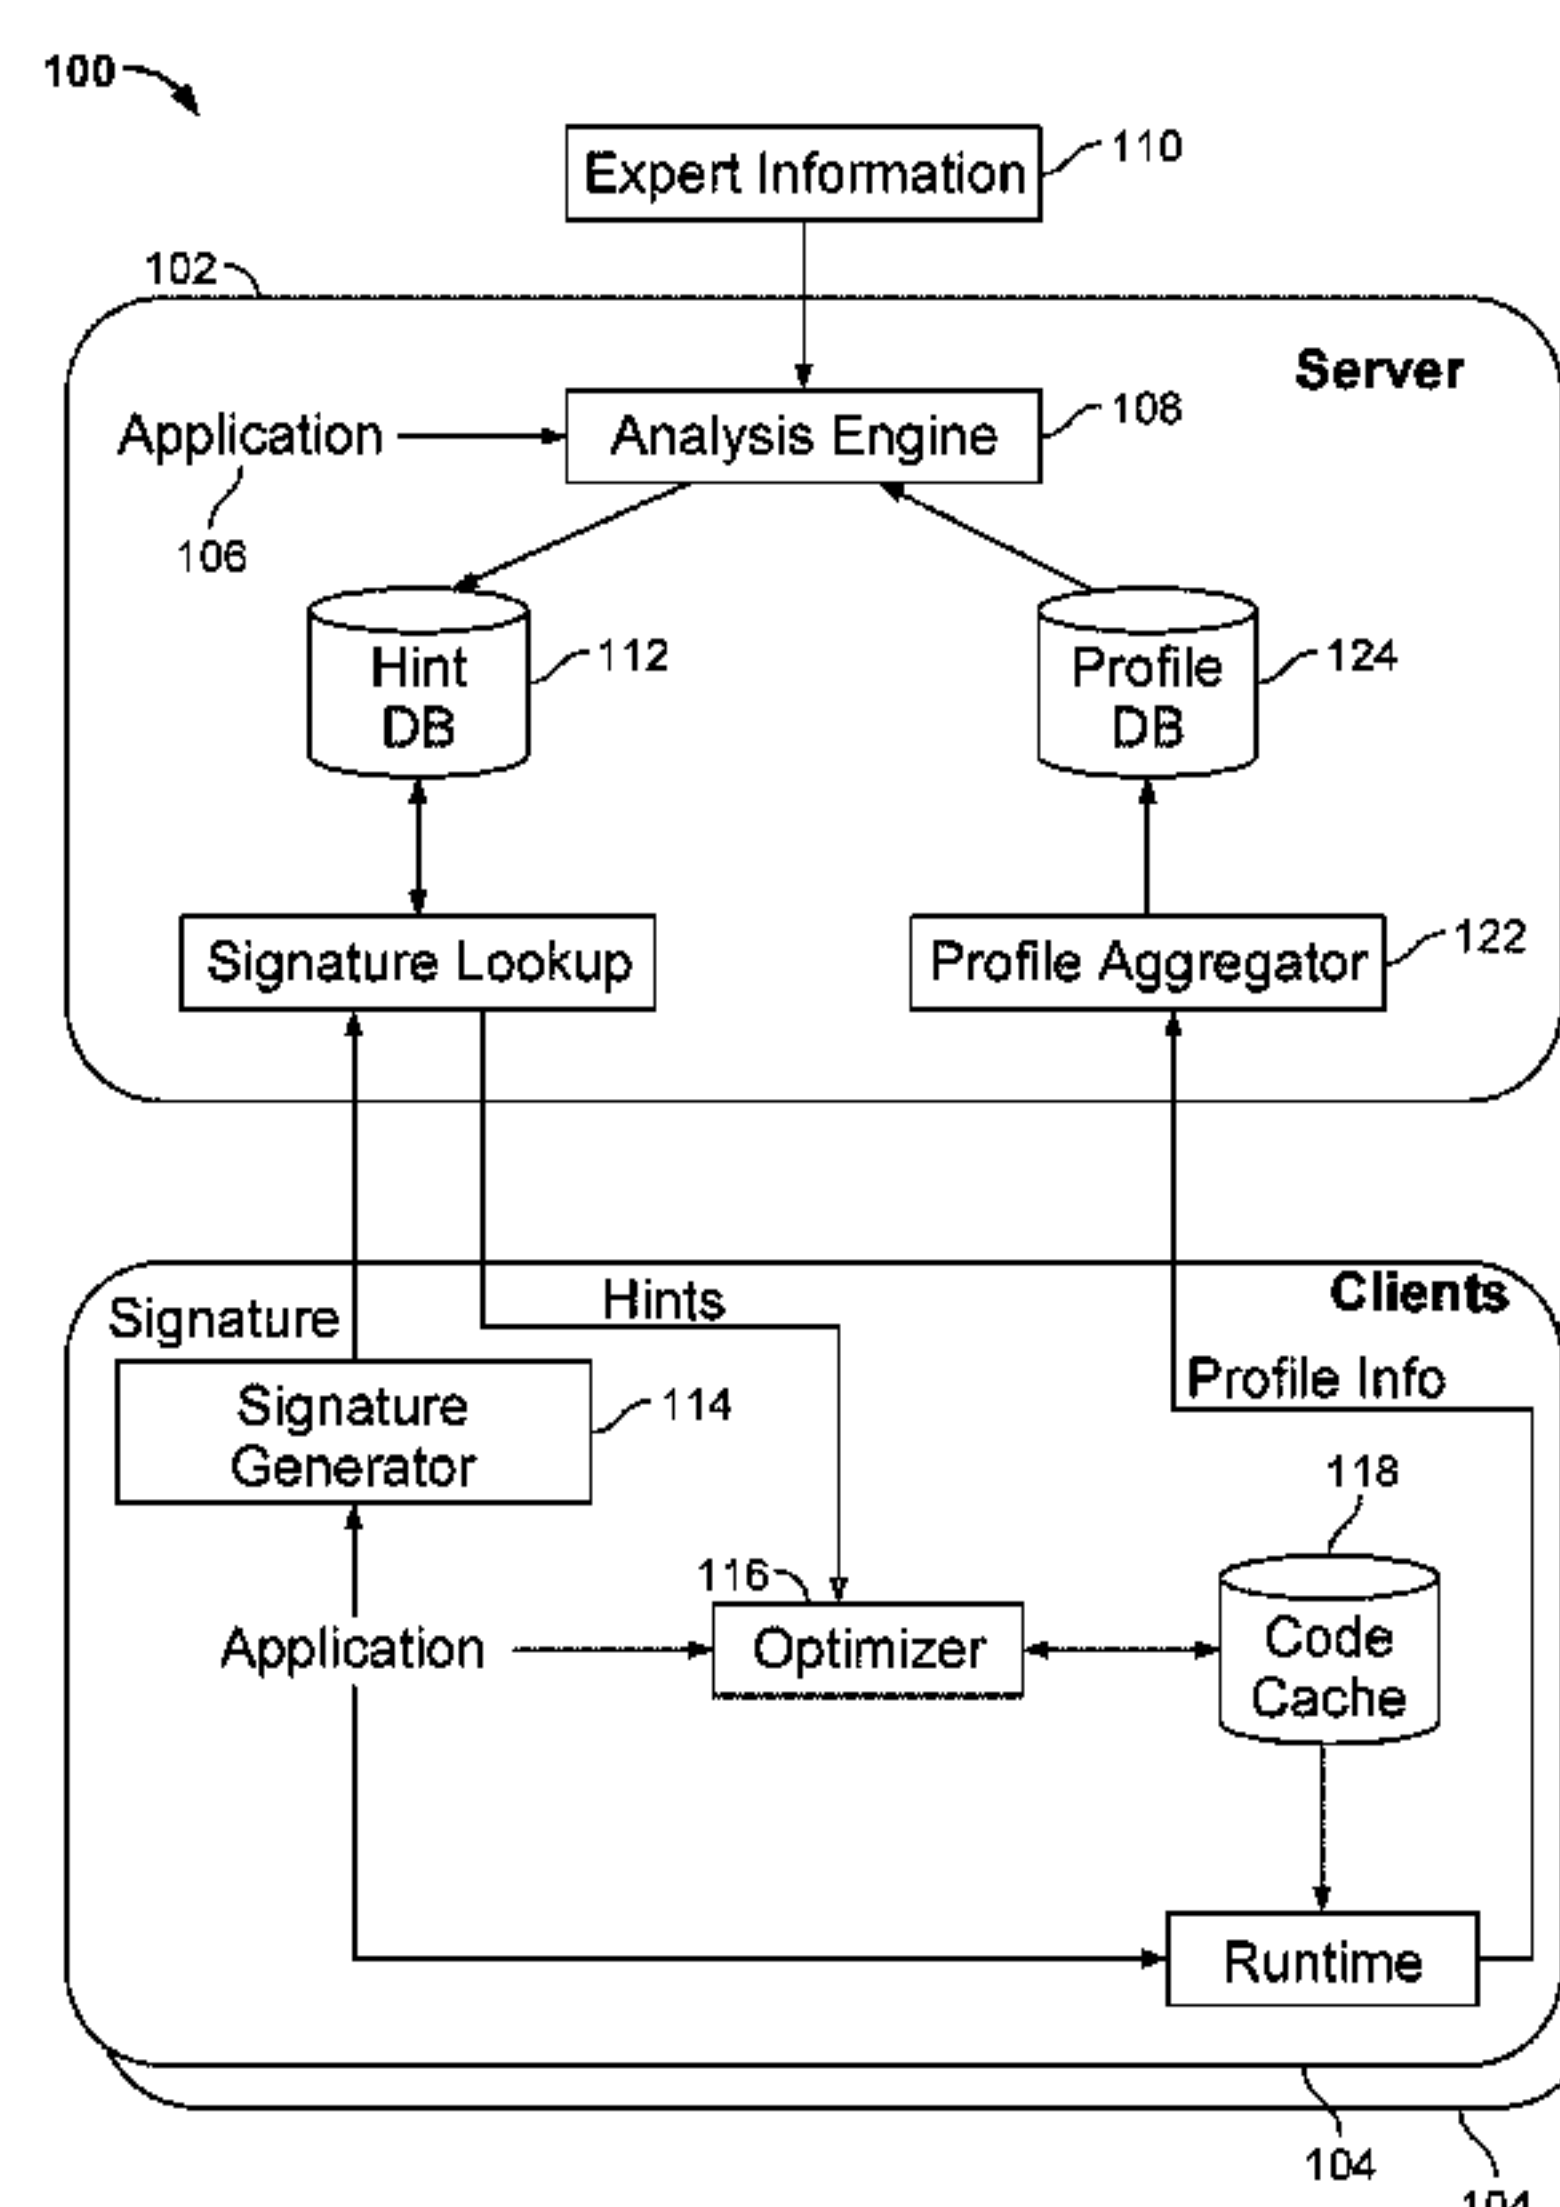 100
Expert Information
110
102
Server
Application
106
Analysis Engine
108
Hint
DB
112
Profile
DB
124
Signature Lookup
Profile Aggregator
122
Clients
Signature
Hints
Profile Info
Signature
Generator
114
118
116
Application
Optimizer
Code
Cache
Runtime
104
104